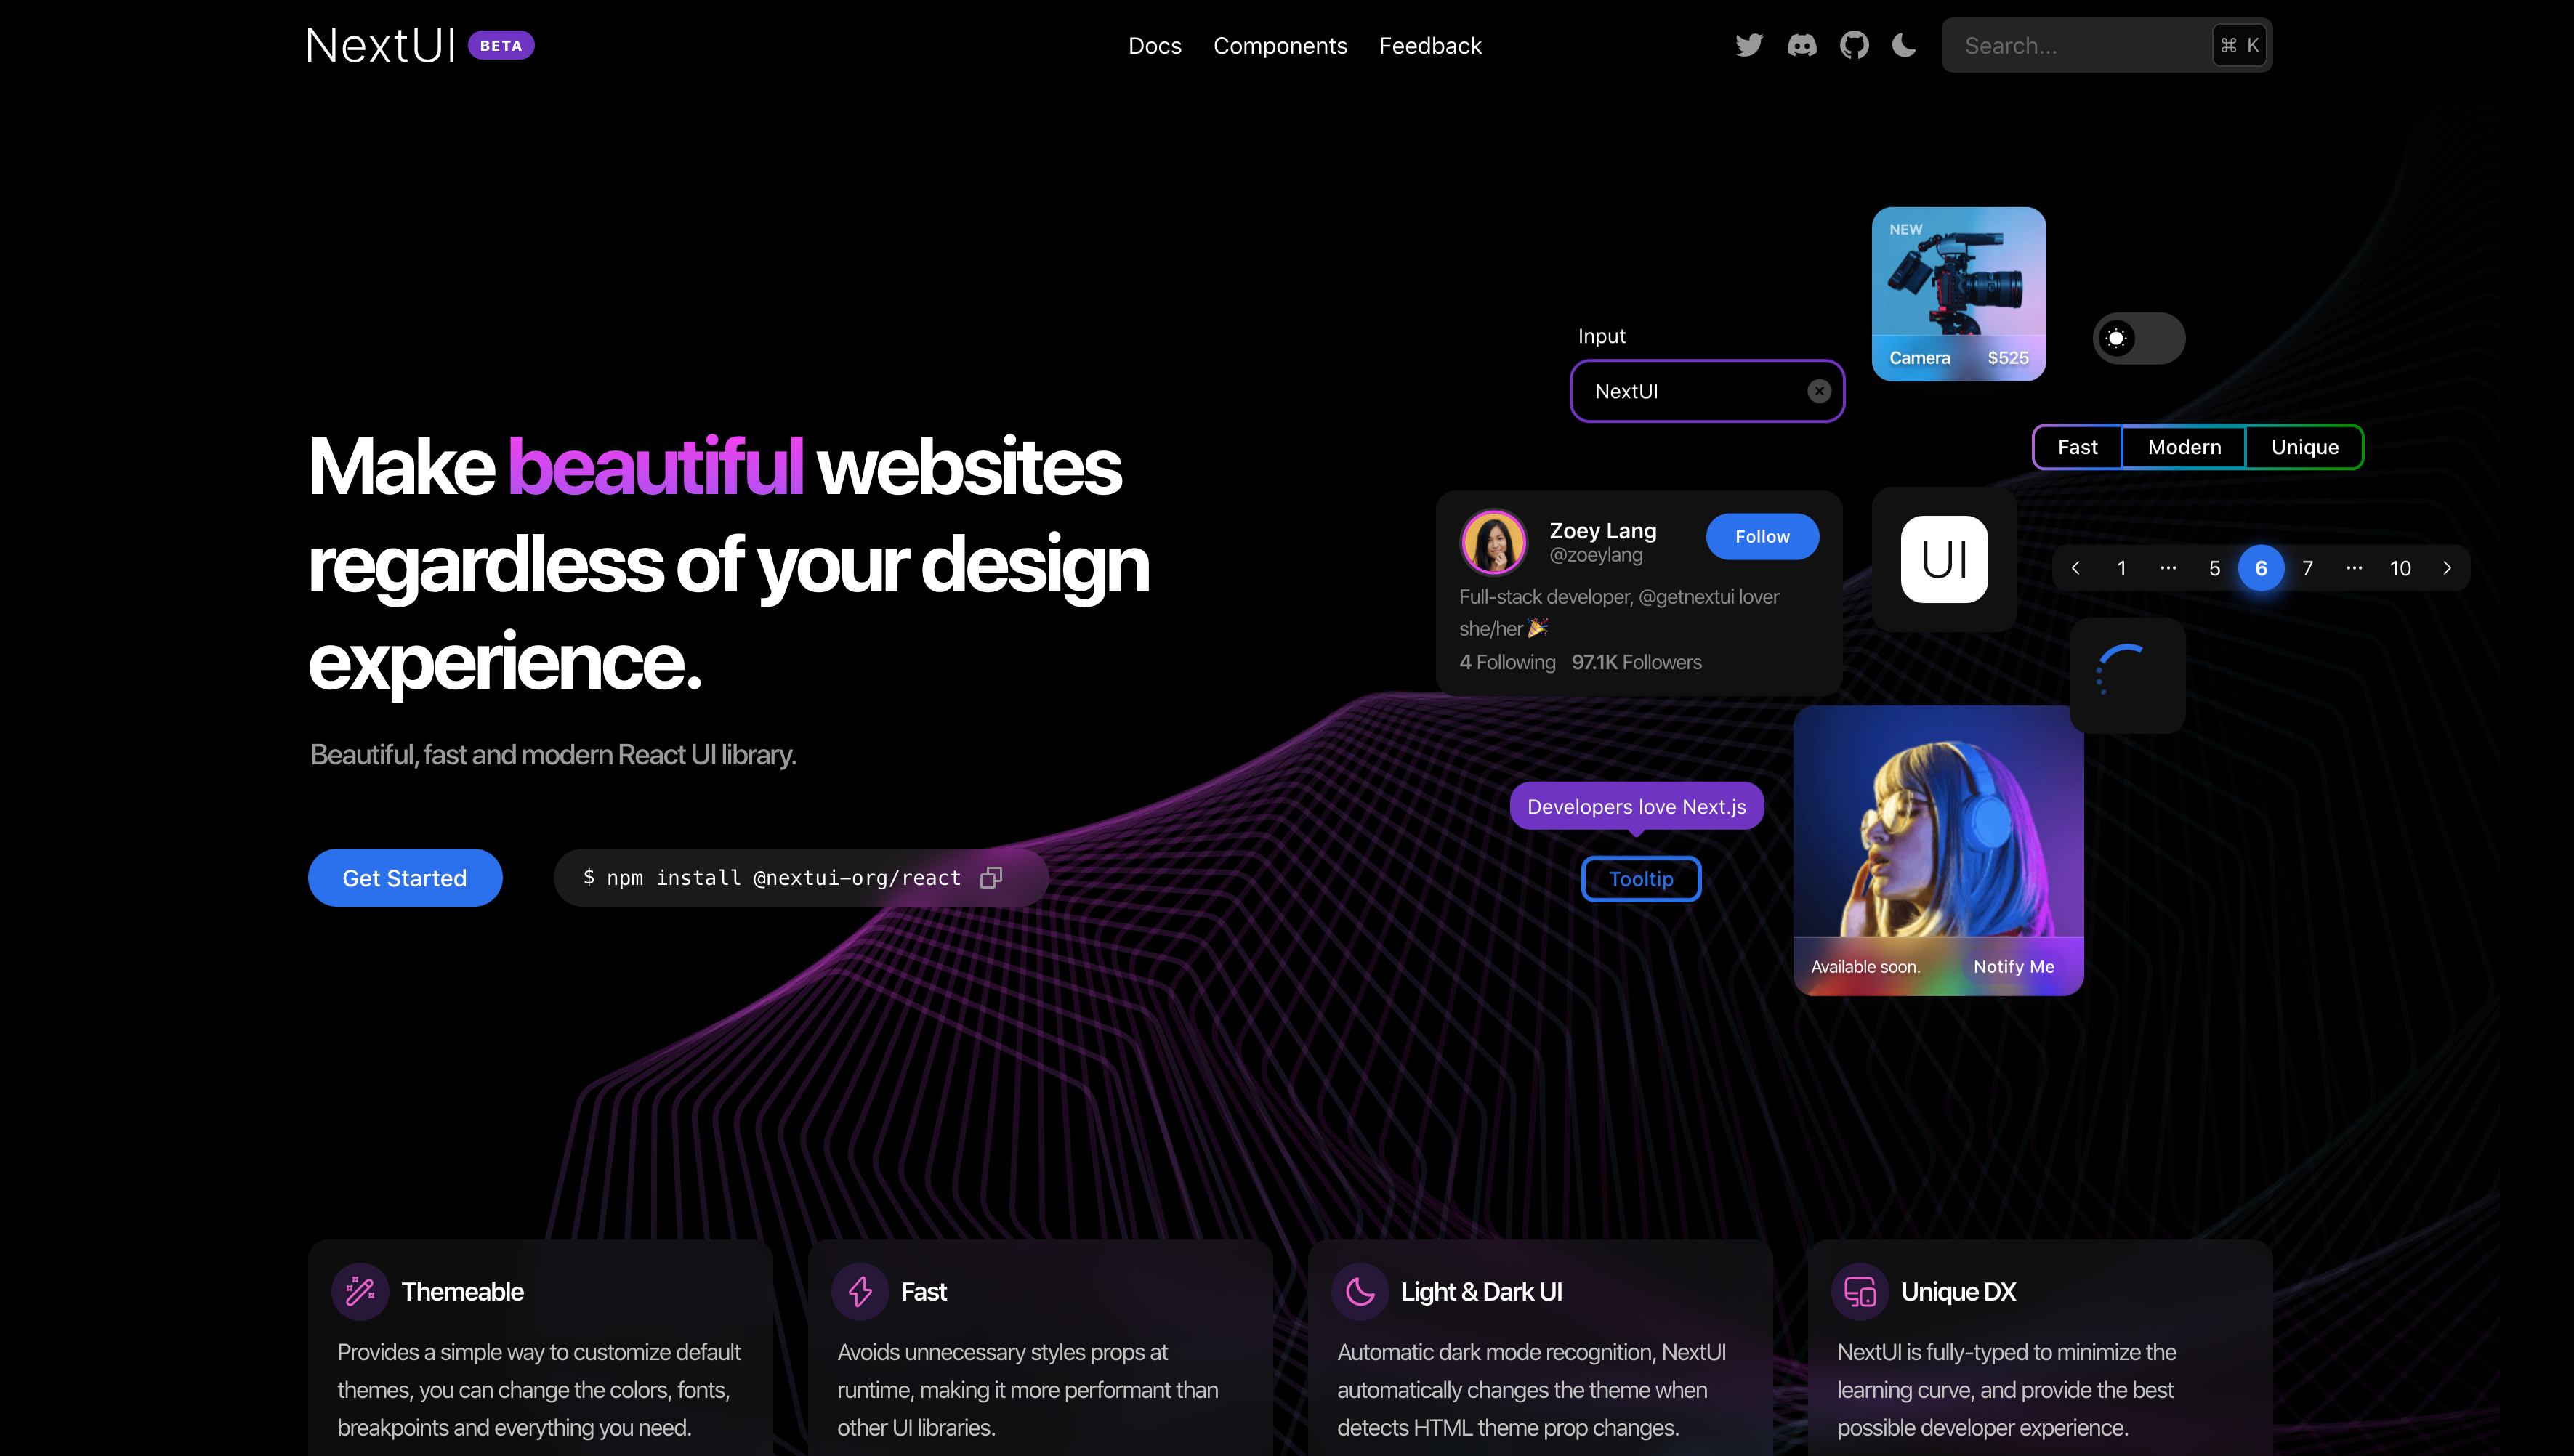 NextUI BETA
Docs Components Feedback
Search... ⌘ K
Make beautiful websites
regardless of your design
experience.
Beautiful, fast and modern React UI library.
Get Started
$ npm install @nextui-org/react
NEW
Camera $525
Input
NextUI
Fast Modern Unique
Zoey Lang
@zoeylang
Follow
Full-stack developer, @getnextui lover
she/her 🎉
4 Following 97.1K Followers
UI
1 ... 5 6 7 ... 10
Developers love Next.js
Tooltip
Available soon. Notify Me
Themeable
Provides a simple way to customize default
themes, you can change the colors, fonts,
breakpoints and everything you need.
Fast
Avoids unnecessary styles props at
runtime, making it more performant than
other UI libraries.
Light & Dark UI
Automatic dark mode recognition, NextUI
automatically changes the theme when
detects HTML theme prop changes.
Unique DX
NextUI is fully-typed to minimize the
learning curve, and provide the best
possible developer experience.